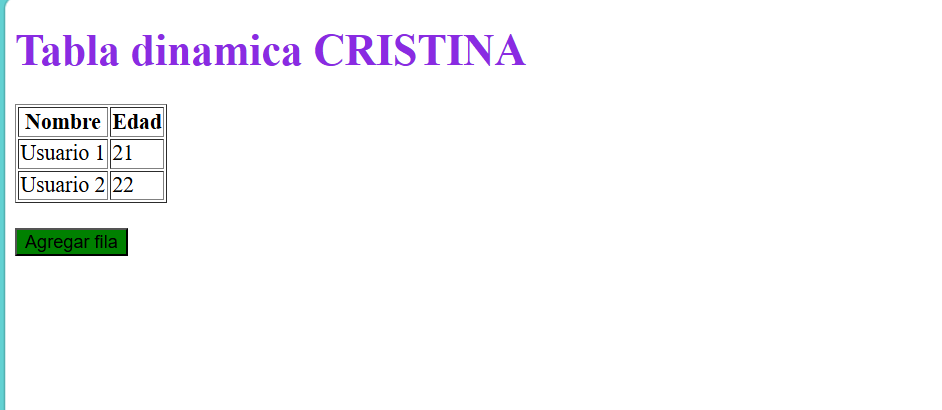 Tabla dinamica CRISTINA
Nombre Edad
Usuario 1 21
Usuario 2 22
Agregar fila